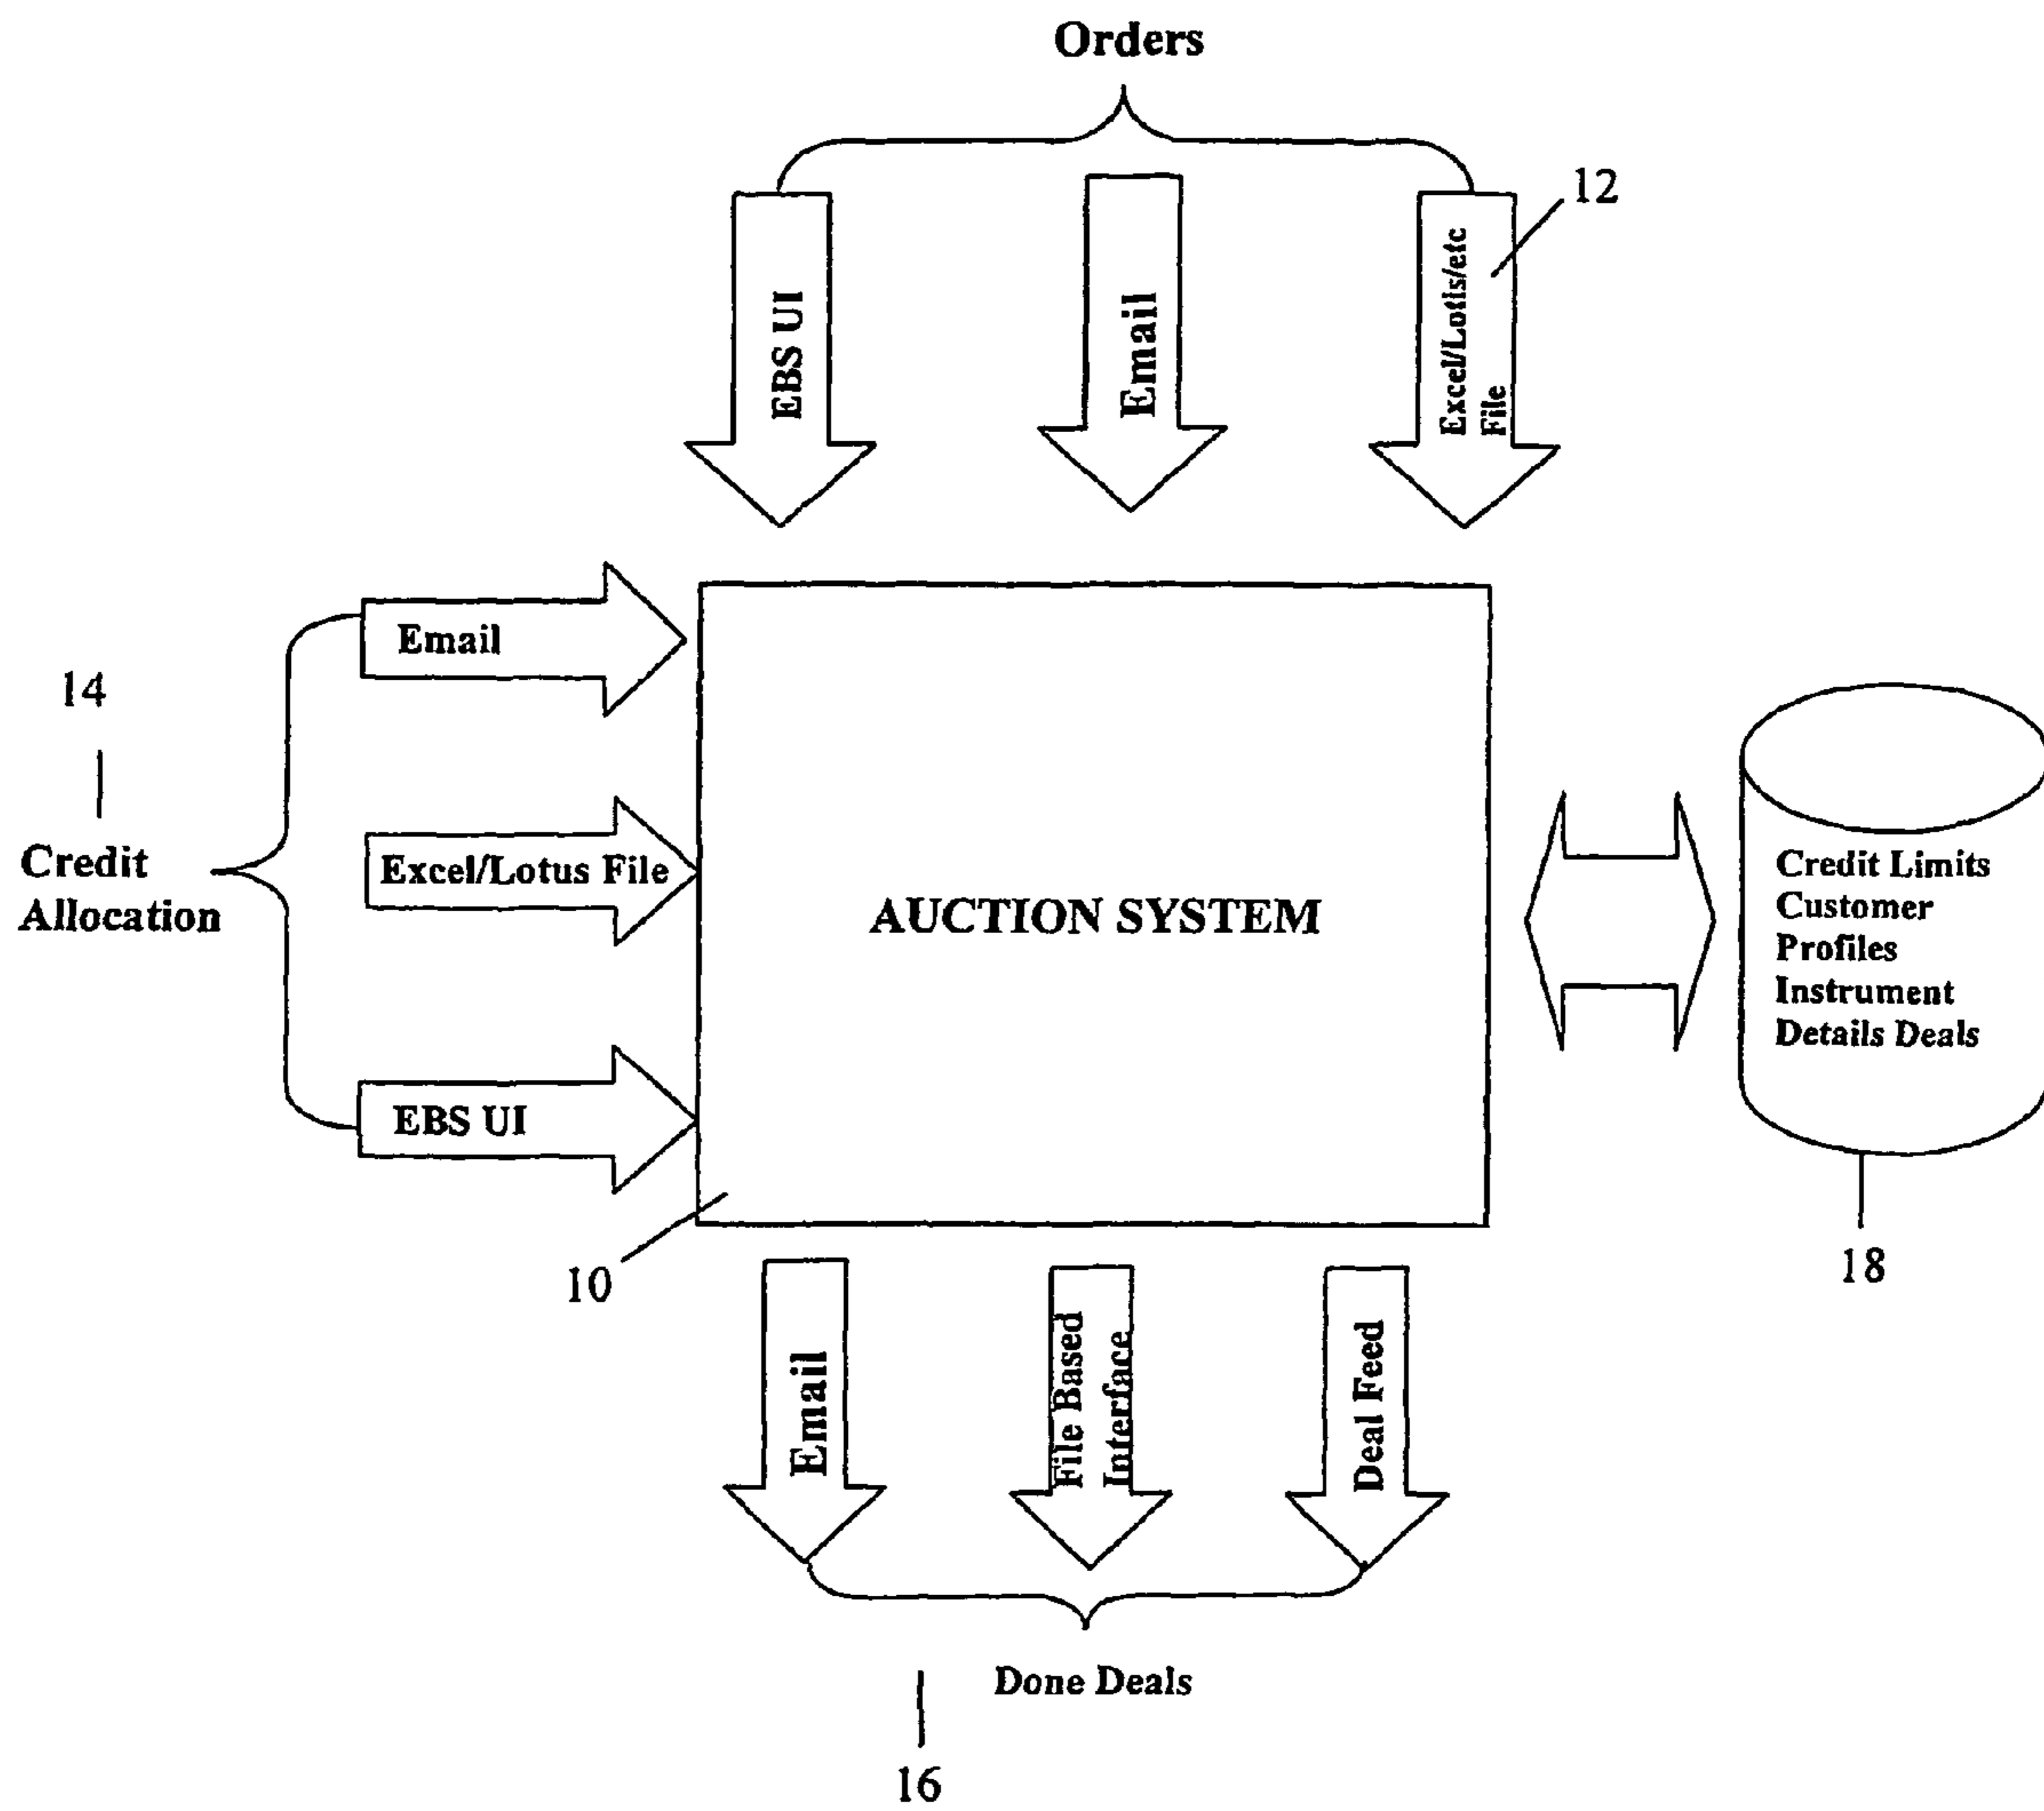 Orders
12
EBS UI
Email
Excel/Lotis/etc
File
Email
14
Credit
Allocation
Excel/Lotus File
AUCTION SYSTEM
Credit Limits
Customer
Profiles
Instrument
Details Deals
EBS UI
10
18
Email
File Based
Interface
Deal Feed
Done Deals
16